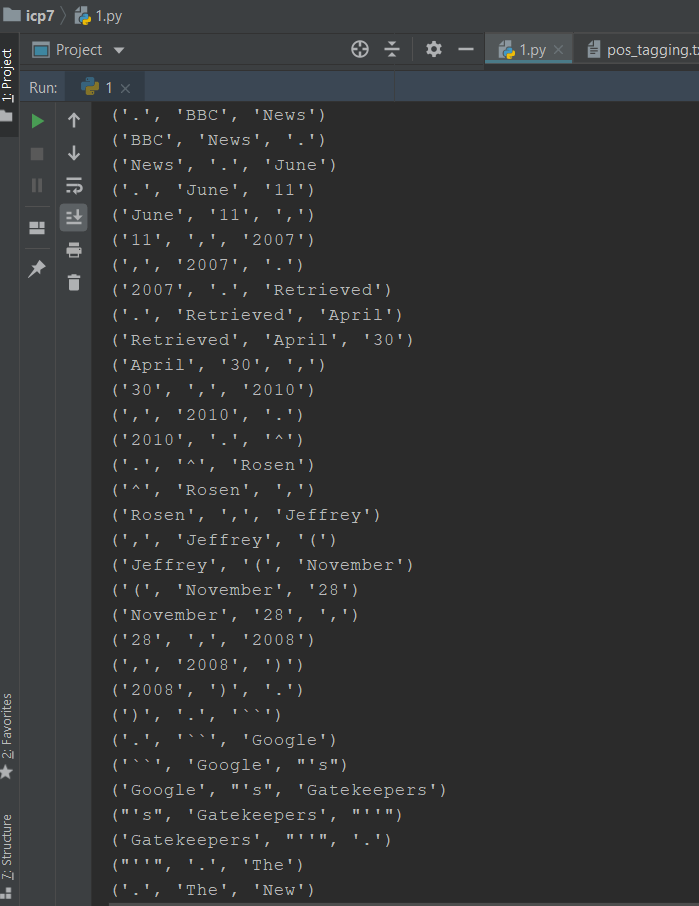 icp7 1.py
Project
1.py
pos_tagging.tx
Run: 1
1: Project
2: Favorites
7: Structure
('.', 'BBC', 'News')
('BBC', 'News', '.')
('News', '.', 'June')
('.', 'June', '11')
('June', '11', ',')
('11', ',', '2007')
(',', '2007', '.')
('2007', '.', 'Retrieved')
('.', 'Retrieved', 'April')
('Retrieved', 'April', '30')
('April', '30', ',')
('30', ',', '2010')
(',', '2010', '.')
('2010', '.', '^')
('.', '^', 'Rosen')
('^', 'Rosen', ',')
('Rosen', ',', 'Jeffrey')
(',', 'Jeffrey', '(')
('Jeffrey', '(', 'November')
('(', 'November', '28')
('November', '28', ',')
('28', ',', '2008')
(',', '2008', ')')
('2008', ')', '.')
(')', '.', '``')
('.', '``', 'Google')
('``', 'Google', "'s")
('Google', "'s", 'Gatekeepers')
("'s", 'Gatekeepers', "''")
('Gatekeepers', "''", '.')
("''", '.', 'The')
('.', 'The', 'New')